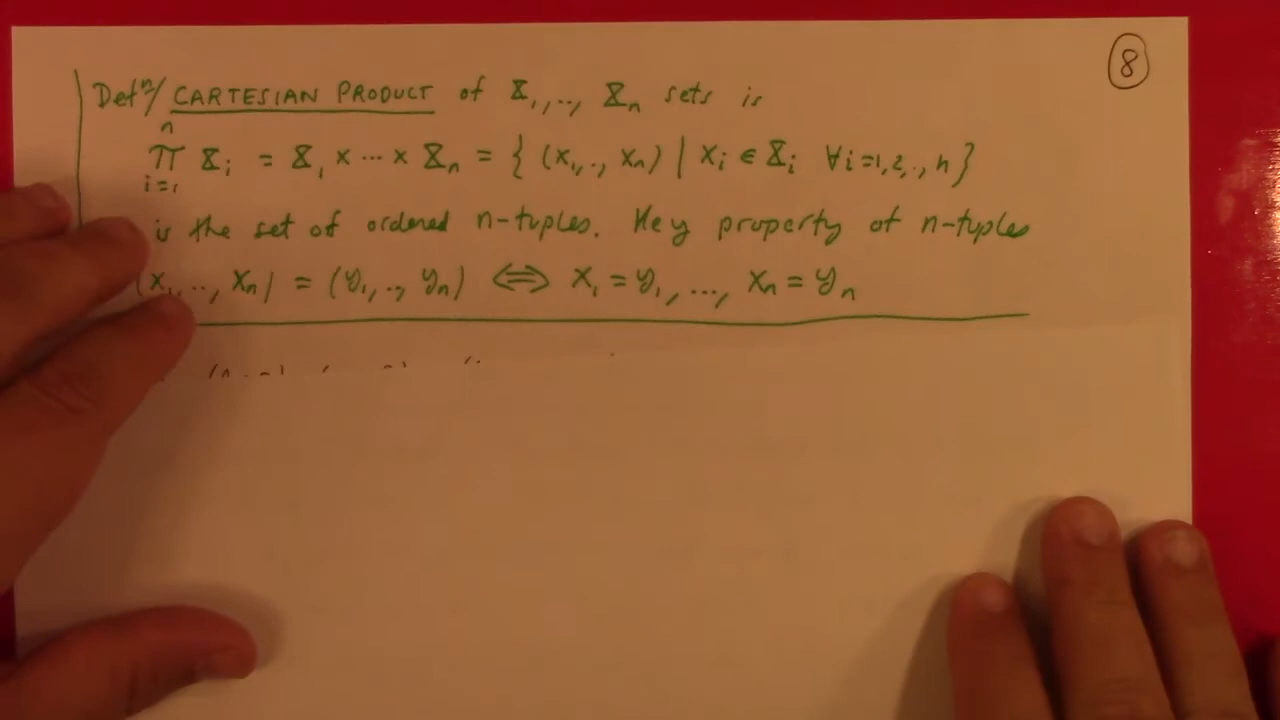 8
Defⁿ/ CARTESIAN PRODUCT of X₁,.., Xₙ sets is
n
∏ Xᵢ = X₁ × ··· × Xₙ = { (x₁,.., xₙ) | xᵢ ∈ Xᵢ ∀i=1,2,.., n }
i=1
is the set of ordered n-tuples. Key property of n-tuples
(x₁,.., xₙ) = (y₁,.., yₙ) ⟺ x₁ = y₁, ..., xₙ = yₙ